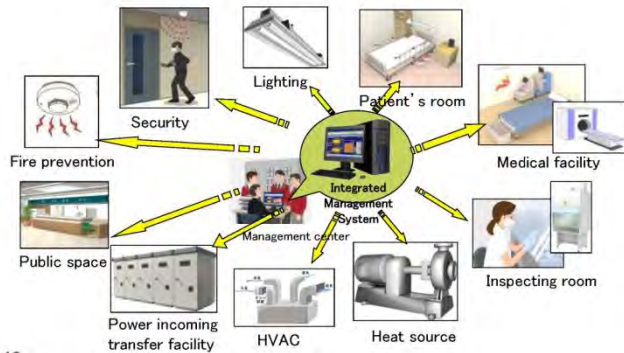 Lighting
Patient's room
Security
Fire prevention
Medical facility
Integrated
Management
System
Management center
Public space
Inspecting room
Power incoming
transfer facility
HVAC
Heat source